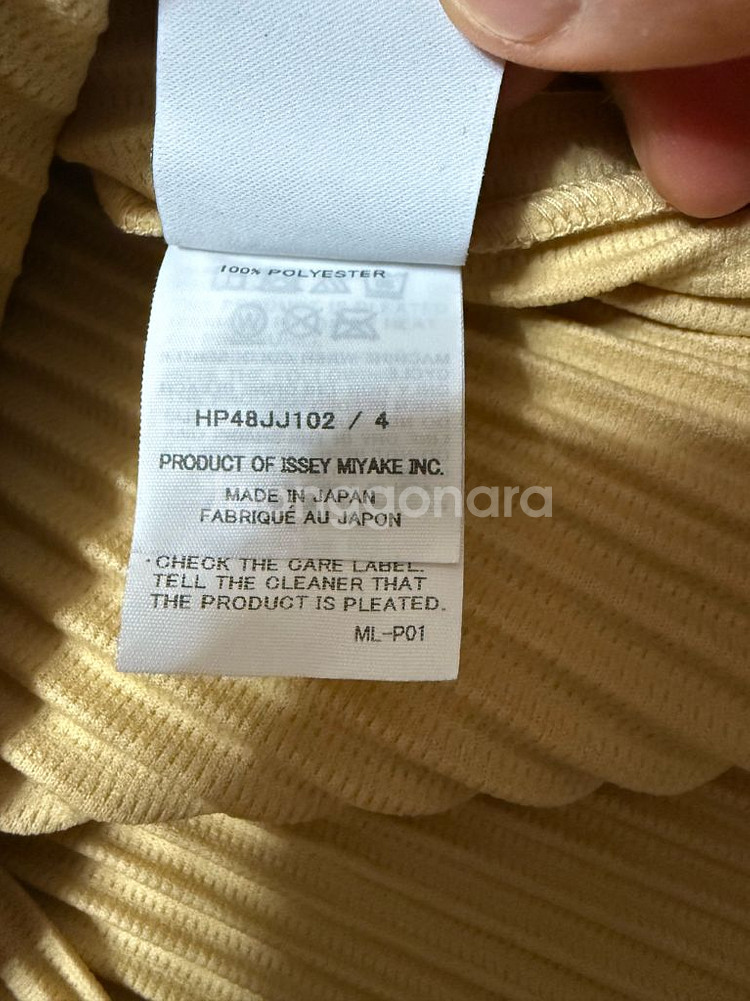 100% POLYESTER
HP48JJ102 / 4
PRODUCT OF ISSEY MIYAKE INC.
MADE IN JAPAN
FABRIQUÉ AU JAPON
· CHECK THE CARE LABEL.
TELL THE CLEANER THAT
THE PRODUCT IS PLEATED.
ML-P01